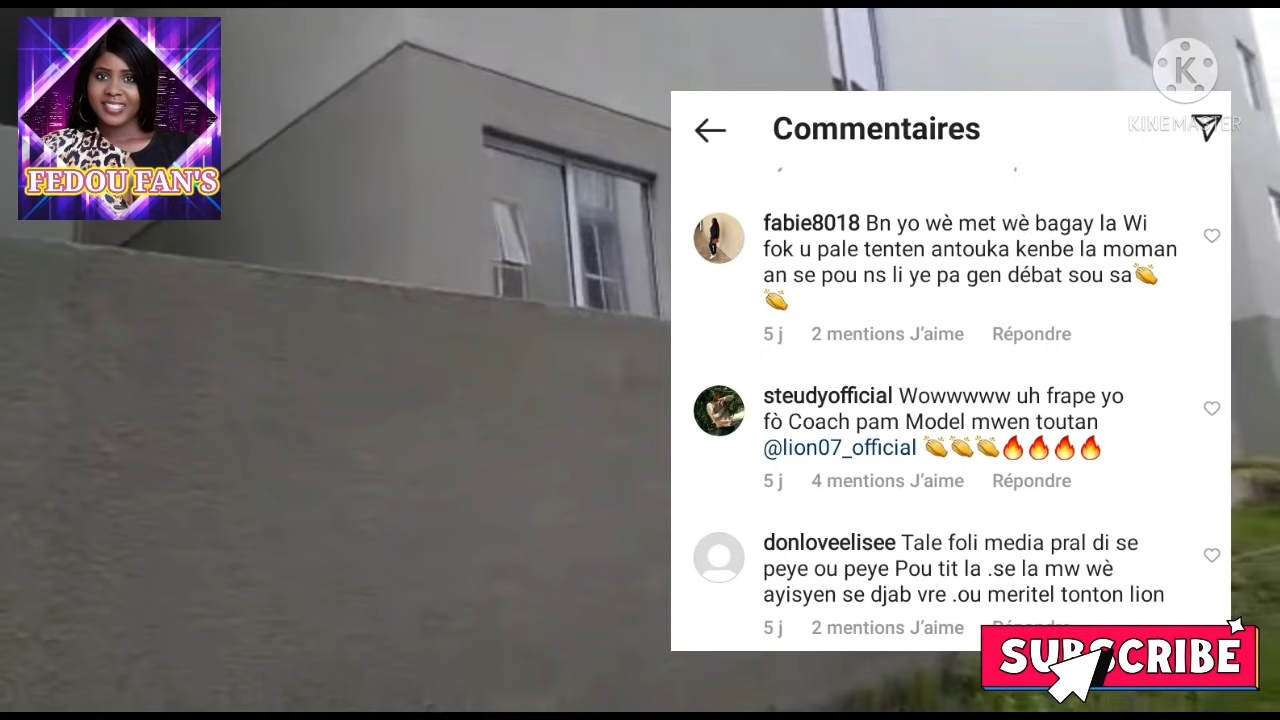 FEDOU FAN'S
KINEMASTER
Commentaires
fabie8018 Bn yo wè met wè bagay la Wi
fok u pale tenten antouka kenbe la moman
an se pou ns li ye pa gen débat sou sa👏
👏
5 j 2 mentions J’aime Répondre
steudyofficial Wowwwww uh frape yo
fò Coach pam Model mwen toutan
@lion07_official 👏👏👏🔥🔥🔥🔥
5 j 4 mentions J’aime Répondre
donloveelisee Tale foli media pral di se
peye ou peye Pou tit la .se la mw wè
ayisyen se djab vre .ou meritel tonton lion
5 j 2 mentions J’aime Répondre
SUBSCRIBE